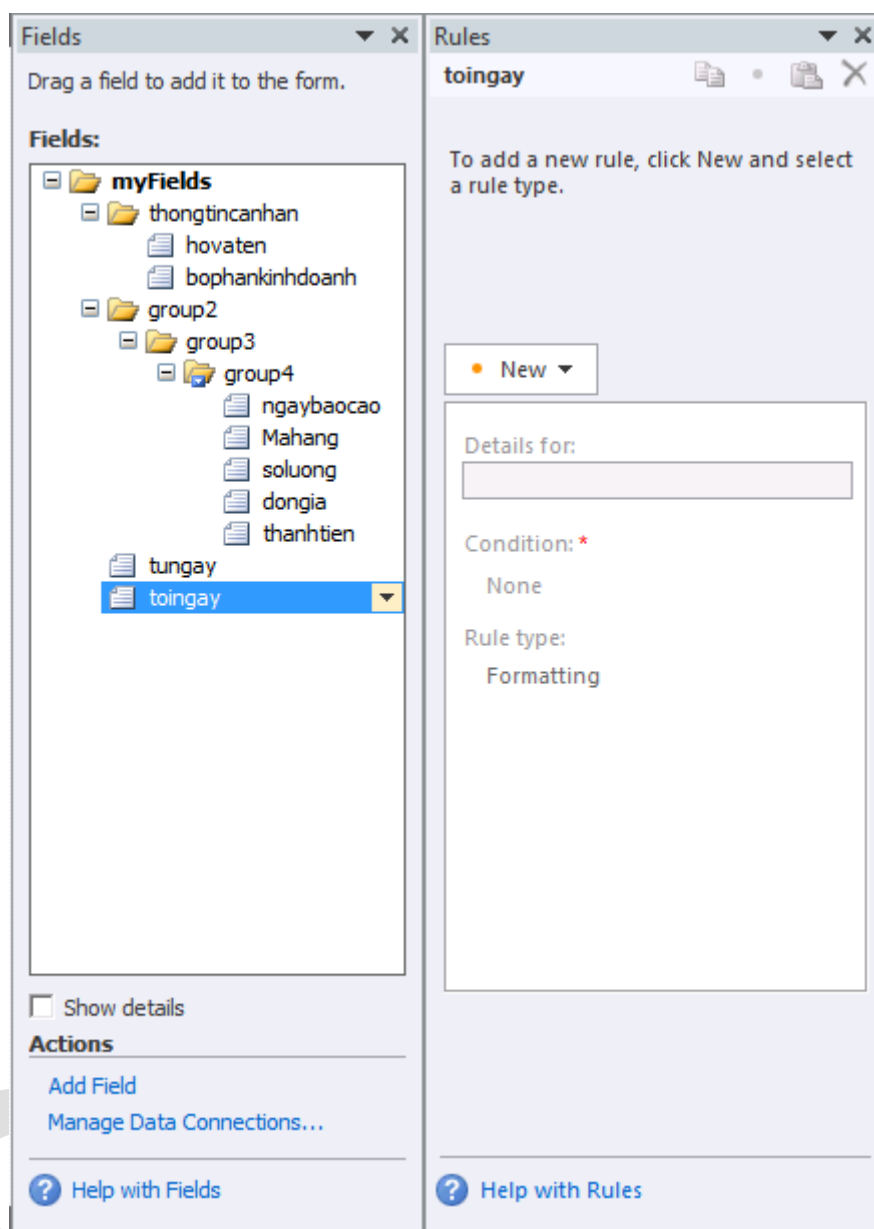 Fields
Drag a field to add it to the form.
Fields:
myFields
thongtincanhan
hovaten
bophankinhdoanh
group2
group3
group4
ngaybaocao
Mahang
soluong
dongia
thanhtien
tungay
toingay
Show details
Actions
Add Field
Manage Data Connections...
Help with Fields
Rules
toingay
To add a new rule, click New and select
a rule type.
New
Details for:
Condition: *
None
Rule type:
Formatting
Help with Rules